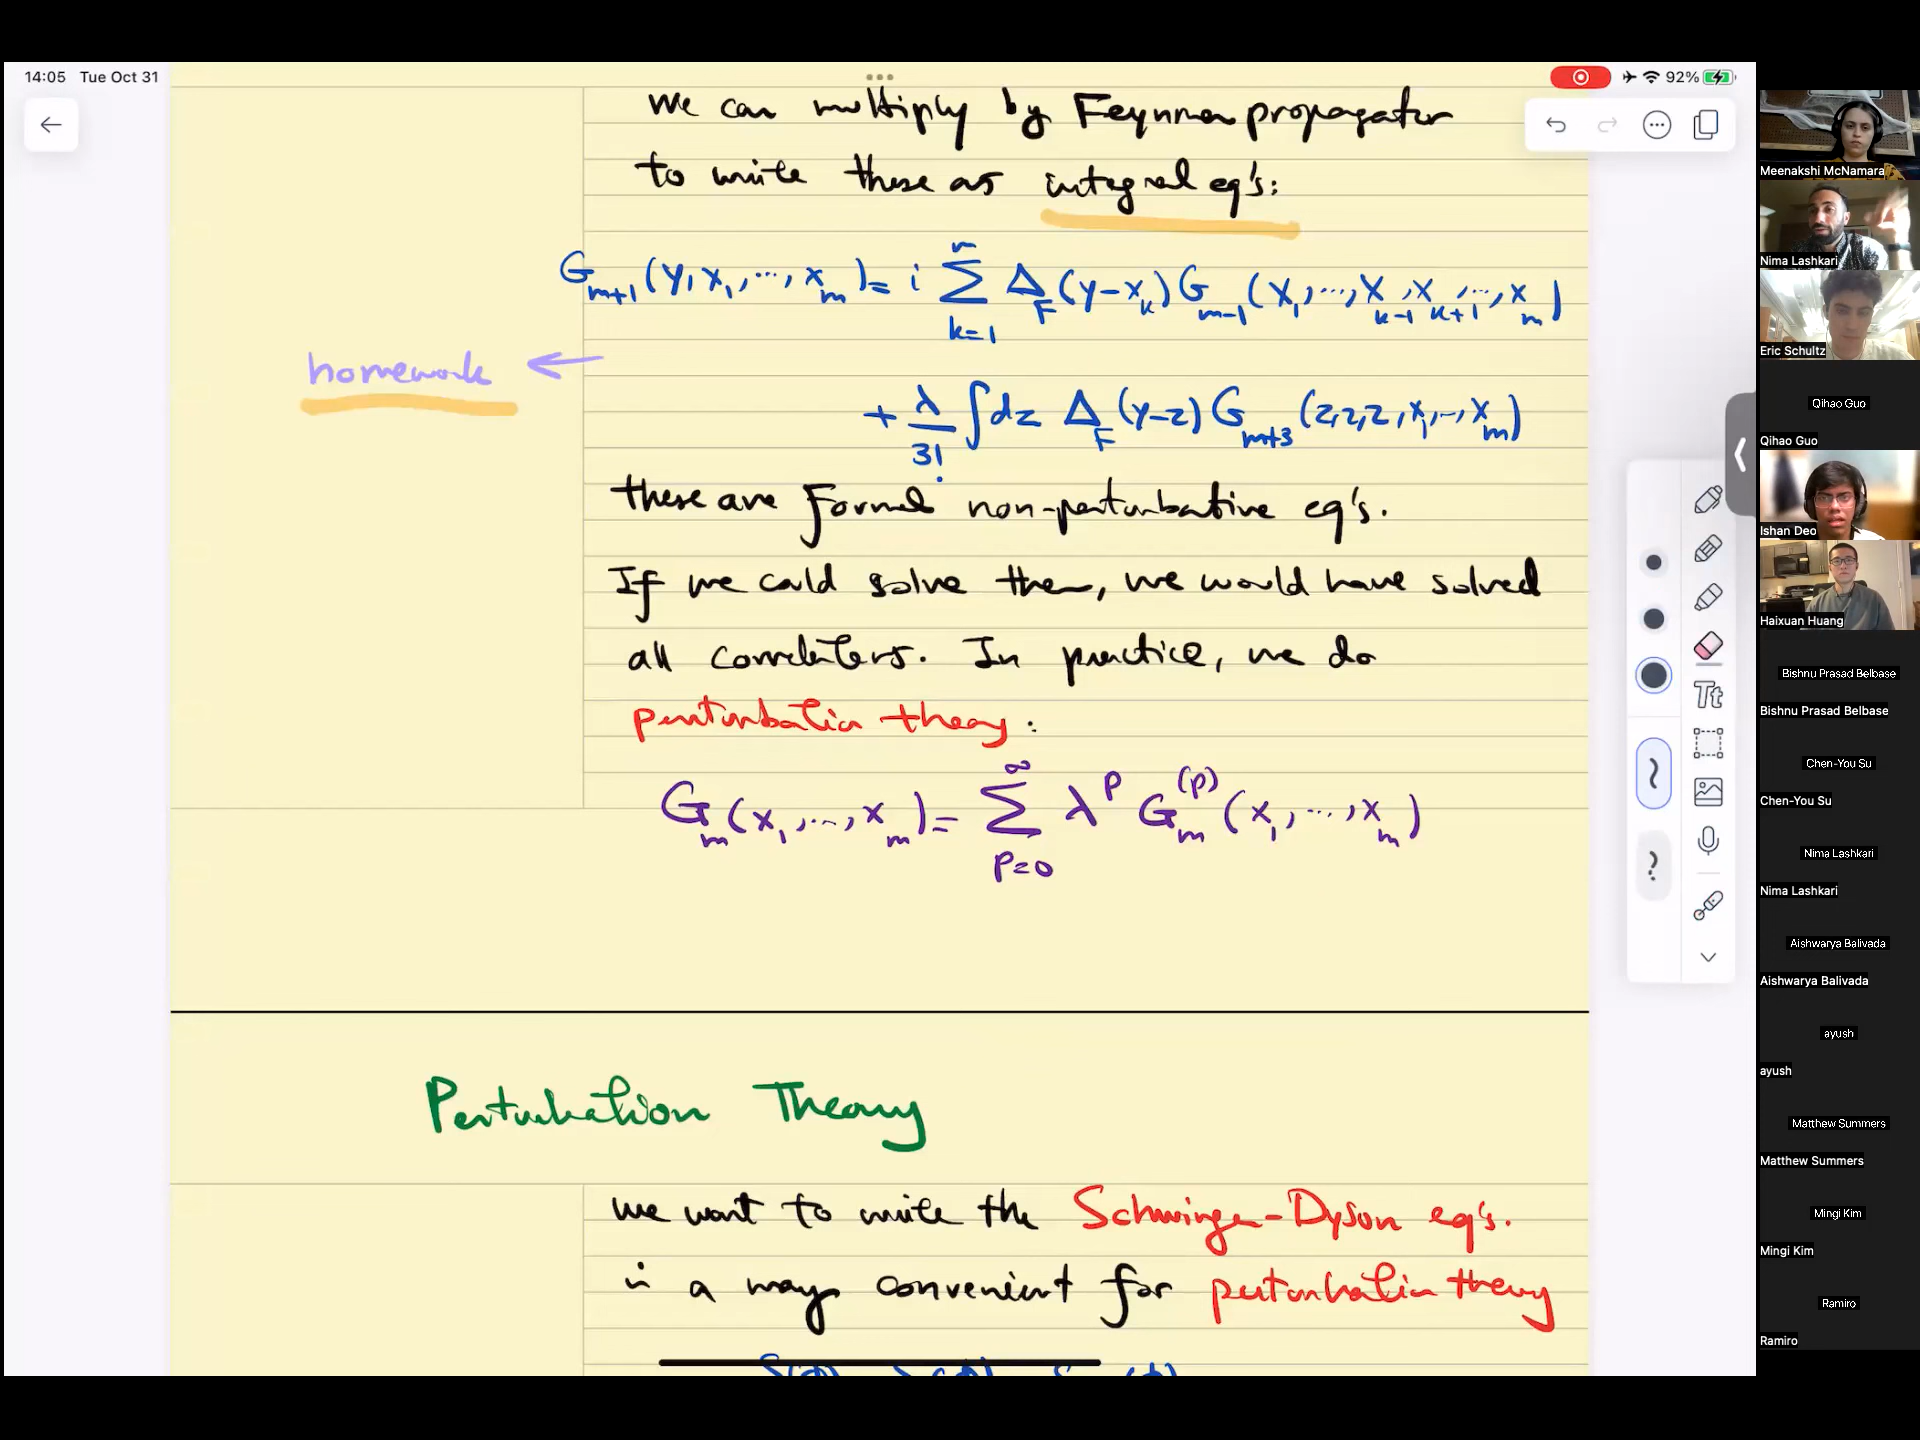 14:05 Tue Oct 31
92%
we can multiply by Feynman propagator
to write these as integral eq's:
G_{m+1}(y, x_1, ..., x_m) = i \sum_{k=1}^{m} Δ_F(y-x_k) G_{m-1}(x_1, ..., x_{k-1}, x_{k+1}, ..., x_m)
homework ←
+ \frac{λ}{3!} ∫dz Δ_F(y-z) G_{m+3}(z,z,z,x_1,...,x_m)
these are formal non-perturbative eq's.
If we could solve them, we would have solved
all correlators. In practice, we do
perturbation theory:
G_m(x_1, ..., x_m) = \sum_{p=0}^{∞} λ^p G_m^{(p)}(x_1, ..., x_m)
Perturbation Theory
we want to write the Schwinger-Dyson eq's.
in a way convenient for perturbation theory
Tt
Meenakshi McNamara
Nima Lashkari
Eric Schultz
Qihao Guo
Qihao Guo
Ishan Deo
Haixuan Huang
Bishnu Prasad Belbase
Bishnu Prasad Belbase
Chen-You Su
Chen-You Su
Nima Lashkari
Nima Lashkari
Aishwarya Balivada
Aishwarya Balivada
ayush
ayush
Matthew Summers
Matthew Summers
Mingi Kim
Mingi Kim
Ramiro
Ramiro